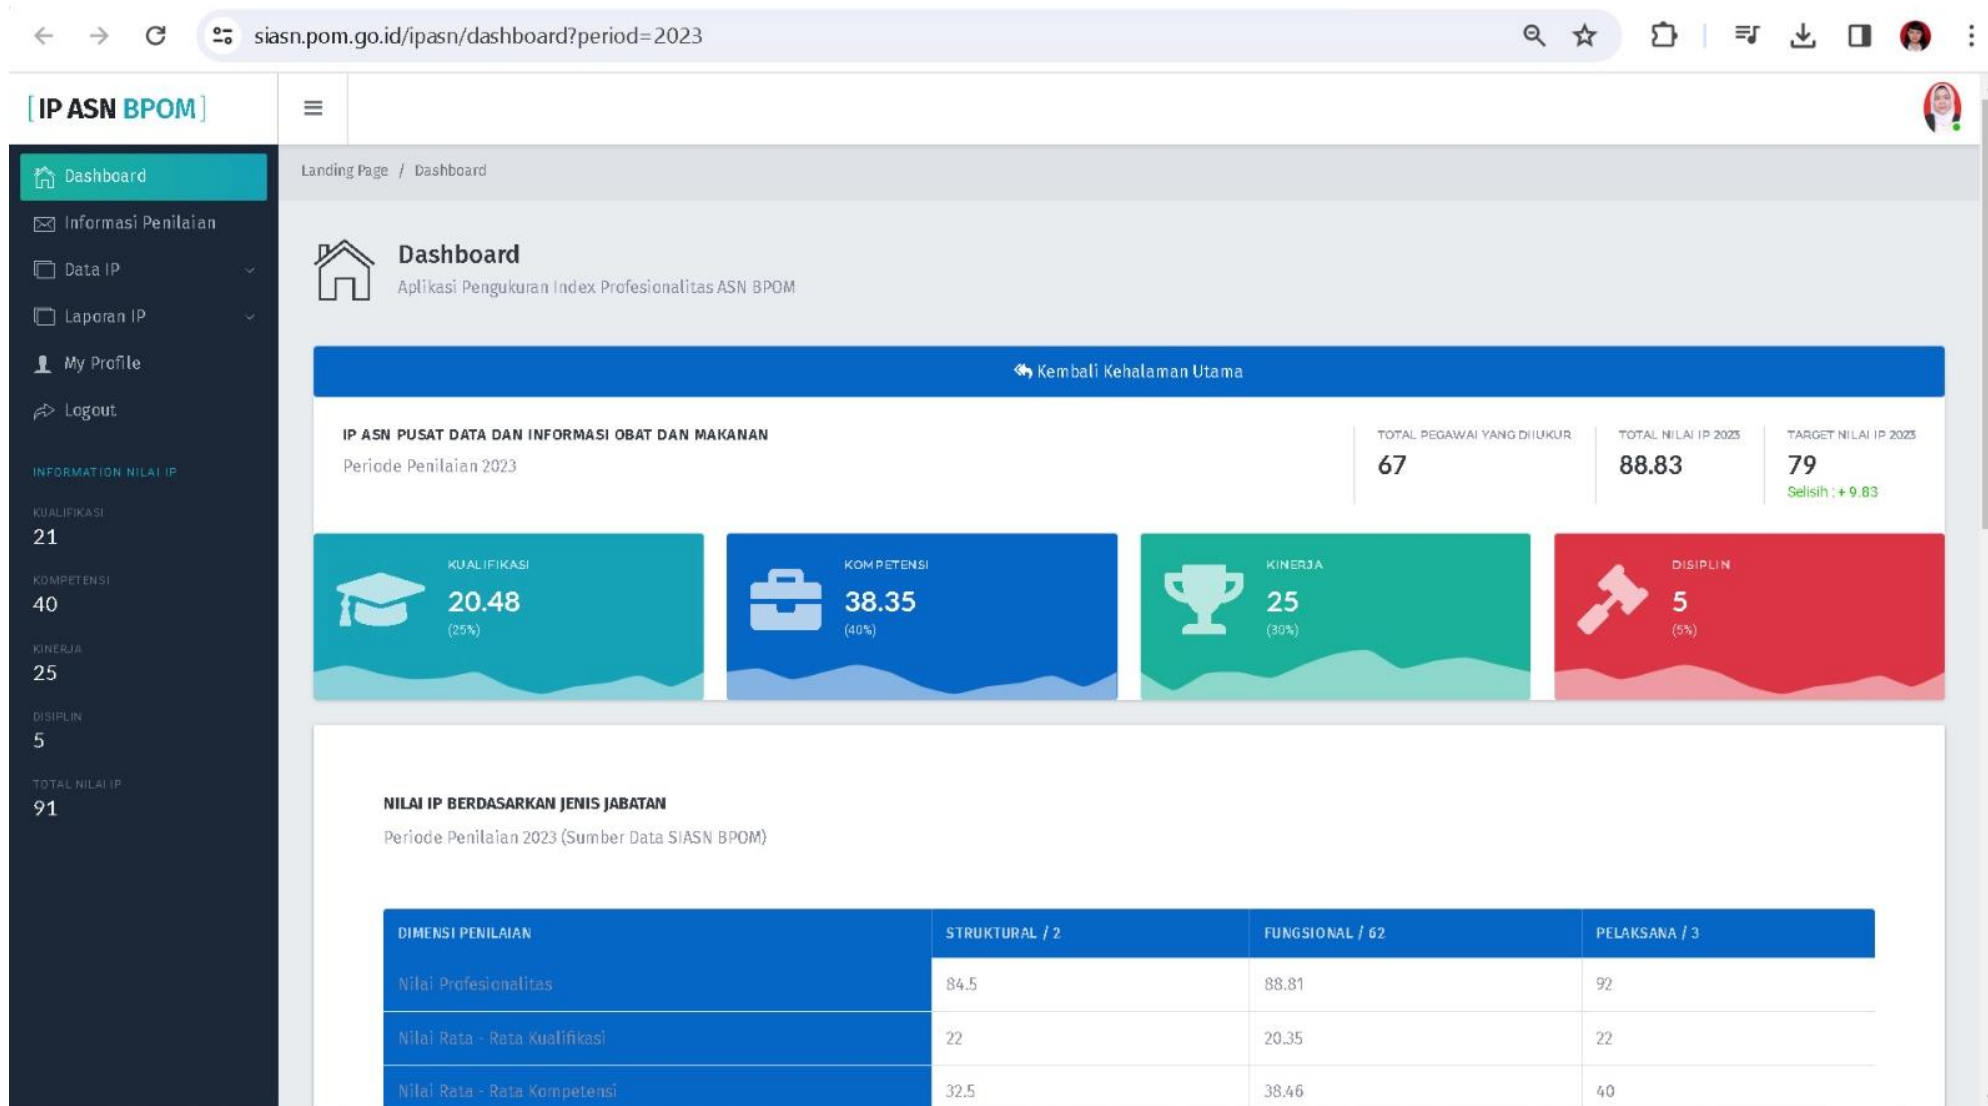 siasn.pom.go.id/ipasn/dashboard?period=2023
[IP ASN BPOM]
Dashboard
Informasi Penilaian
Data IP
Laporan IP
My Profile
Logout
INFORMATION NILAI IP
KUALIFIKASI
21
KOMPETENSI
40
KINERJA
25
DISIPLIN
5
TOTAL NILAI IP
91
Landing Page / Dashboard
Dashboard
Aplikasi Pengukuran Index Profesionalitas ASN BPOM
Kembali Kehalaman Utama
IP ASN PUSAT DATA DAN INFORMASI OBAT DAN MAKANAN
Periode Penilaian 2023
TOTAL PEGAWAI YANG DIUKUR
67
TOTAL NILAI IP 2023
88.83
TARGET NILAI IP 2023
79
Selisih : + 9.83
KUALIFIKASI
20.48
(25%)
KOMPETENSI
38.35
(40%)
KINERJA
25
(30%)
DISIPLIN
5
(5%)
NILAI IP BERDASARKAN JENIS JABATAN
Periode Penilaian 2023 (Sumber Data SIASN BPOM)
DIMENSI PENILAIAN STRUKTURAL / 2 FUNGSIONAL / 62 PELAKSANA / 3
Nilai Profesionalitas 84.5 88.81 92
Nilai Rata - Rata Kualifikasi 22 20.35 22
Nilai Rata - Rata Kompetensi 32.5 38.46 40